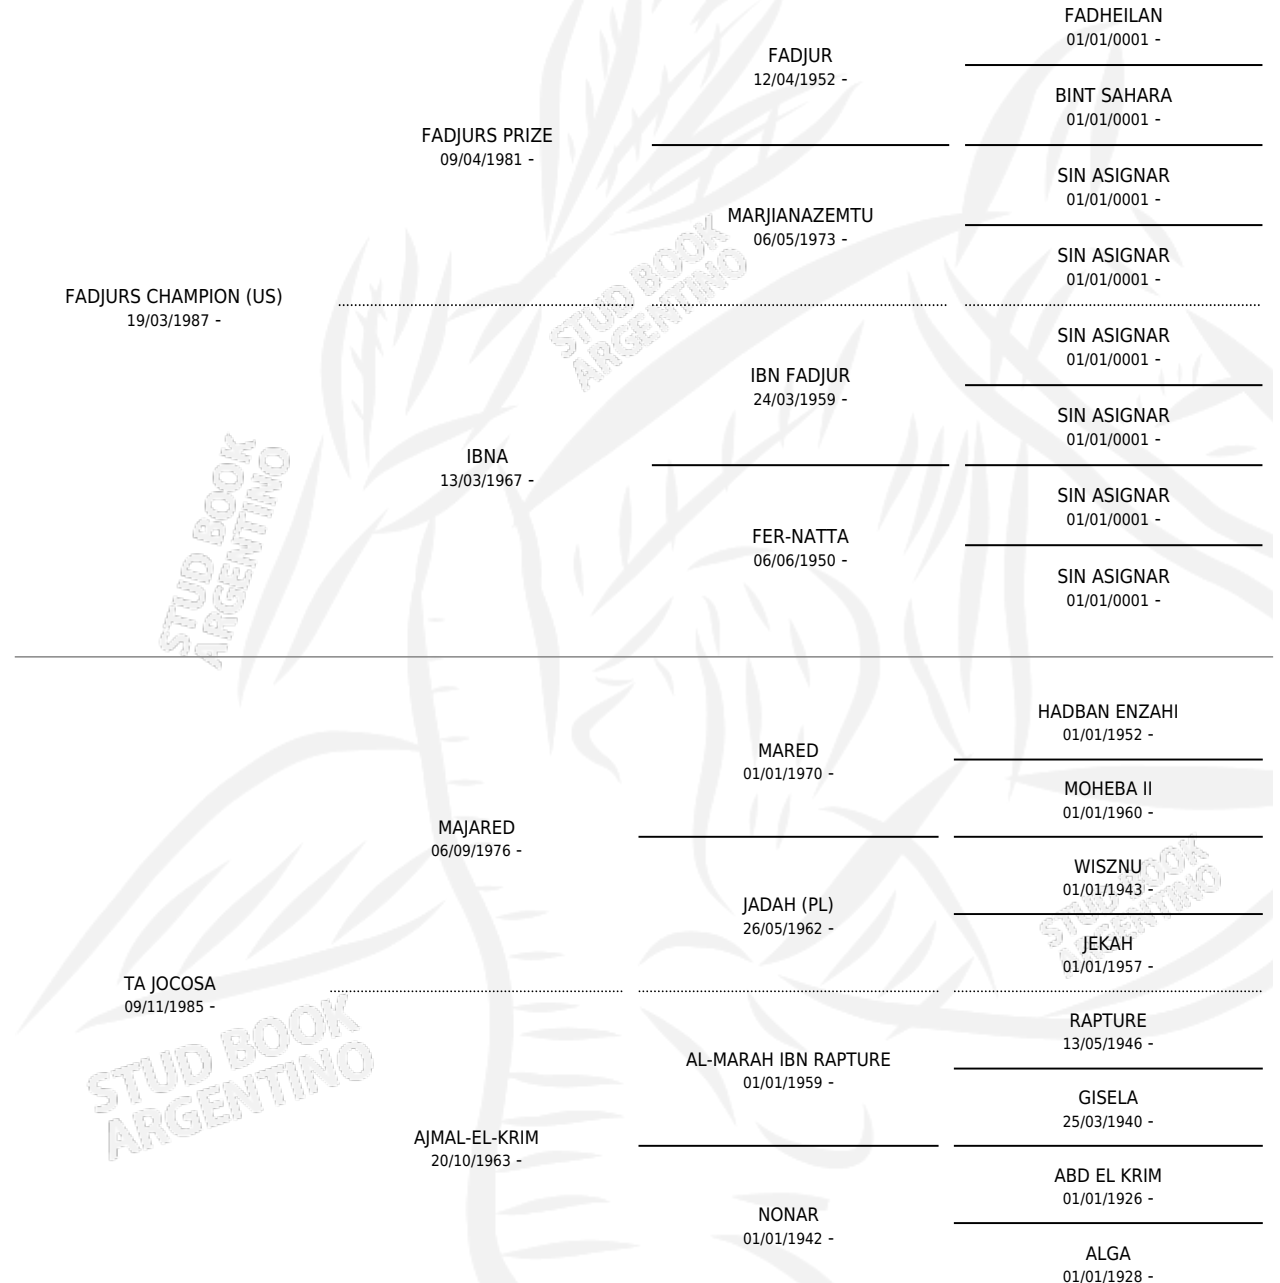 FADHEILAN
01/01/0001 -
FADJUR
12/04/1952 -
BINT SAHARA
01/01/0001 -
FADJURS PRIZE
09/04/1981 -
SIN ASIGNAR
01/01/0001 -
MARJIANAZEMTU
06/05/1973 -
SIN ASIGNAR
01/01/0001 -
FADJURS CHAMPION (US)
19/03/1987 -
SIN ASIGNAR
01/01/0001 -
IBN FADJUR
24/03/1959 -
SIN ASIGNAR
01/01/0001 -
IBNA
13/03/1967 -
SIN ASIGNAR
01/01/0001 -
FER-NATTA
06/06/1950 -
SIN ASIGNAR
01/01/0001 -
STUD BOOK
ARGENTINO
STUD BOOK
ARGENTINO
HADBAN ENZAHI
01/01/1952 -
MARED
01/01/1970 -
MOHEBA II
01/01/1960 -
MAJARED
06/09/1976 -
WISZNU
01/01/1943 -
JADAH (PL)
26/05/1962 -
JEKAH
01/01/1957 -
TA JOCOSA
09/11/1985 -
RAPTURE
13/05/1946 -
AL-MARAH IBN RAPTURE
01/01/1959 -
GISELA
25/03/1940 -
AJMAL-EL-KRIM
20/10/1963 -
ABD EL KRIM
01/01/1926 -
NONAR
01/01/1942 -
ALGA
01/01/1928 -
STUD BOOK
ARGENTINO
STUD BOOK
ARGENTINO